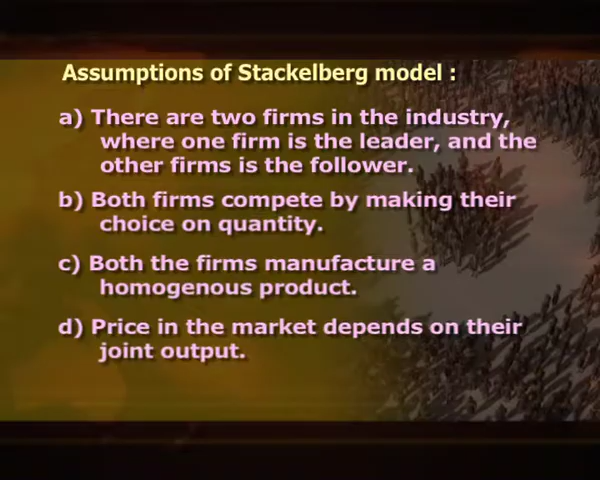 Assumptions of Stackelberg model :
a) There are two firms in the industry,
where one firm is the leader, and the
other firms is the follower.
b) Both firms compete by making their
choice on quantity.
c) Both the firms manufacture a
homogenous product.
d) Price in the market depends on their
joint output.